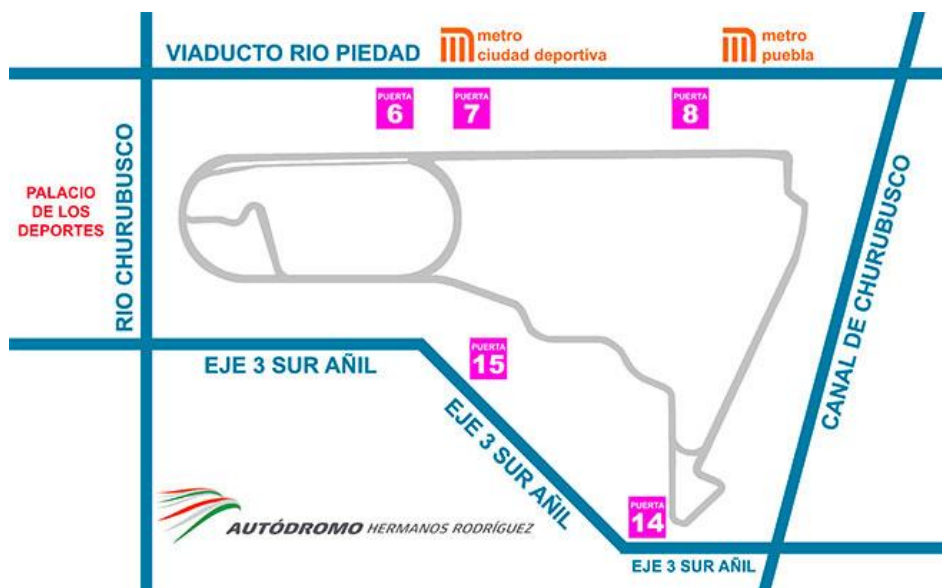 metro
ciudad deportiva
metro
puebla
VIADUCTO RIO PIEDAD
PUERTA
6
PUERTA
7
PUERTA
8
PALACIO
DE LOS
DEPORTES
RIO CHURUBUSCO
CANAL DE CHURUBUSCO
EJE 3 SUR AÑIL
PUERTA
15
EJE 3 SUR AÑIL
PUERTA
14
AUTÓDROMO HERMANOS RODRÍGUEZ
EJE 3 SUR AÑIL